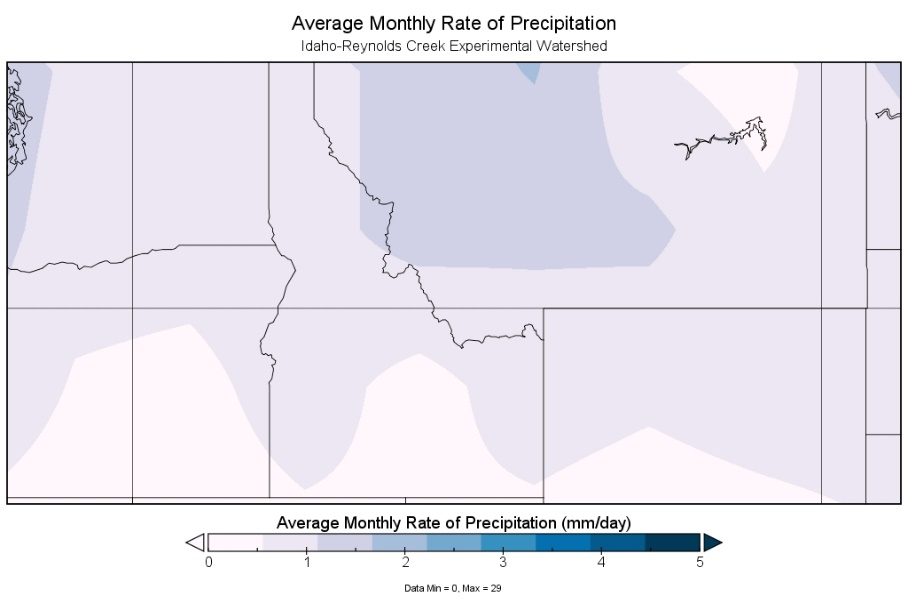 Average Monthly Rate of Precipitation
Idaho-Reynolds Creek Experimental Watershed
Average Monthly Rate of Precipitation (mm/day)
0 1 2 3 4 5
Data Min = 0, Max = 29